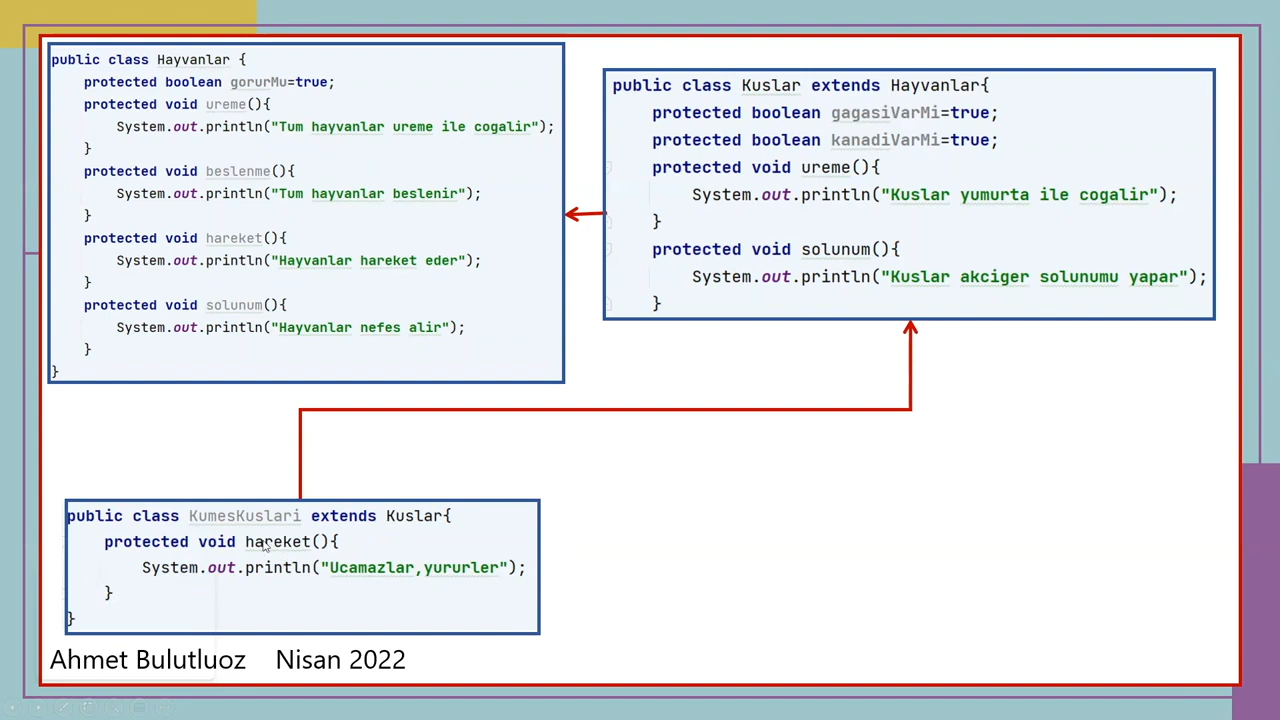 public class Hayvanlar {
protected boolean gorurMu=true;
protected void ureme(){
System.out.println("Tum hayvanlar ureme ile cogalir");
}
protected void beslenme(){
System.out.println("Tum hayvanlar beslenir");
}
protected void hareket(){
System.out.println("Hayvanlar hareket eder");
}
protected void solunum(){
System.out.println("Hayvanlar nefes alir");
}
}
public class Kuslar extends Hayvanlar{
protected boolean gagasiVarMi=true;
protected boolean kanadiVarMi=true;
protected void ureme(){
System.out.println("Kuslar yumurta ile cogalir");
}
protected void solunum(){
System.out.println("Kuslar akciger solunumu yapar");
}
public class KumesKuslari extends Kuslar{
protected void hareket(){
System.out.println("Ucamazlar,yururler");
}
}
Ahmet Bulutluoz Nisan 2022